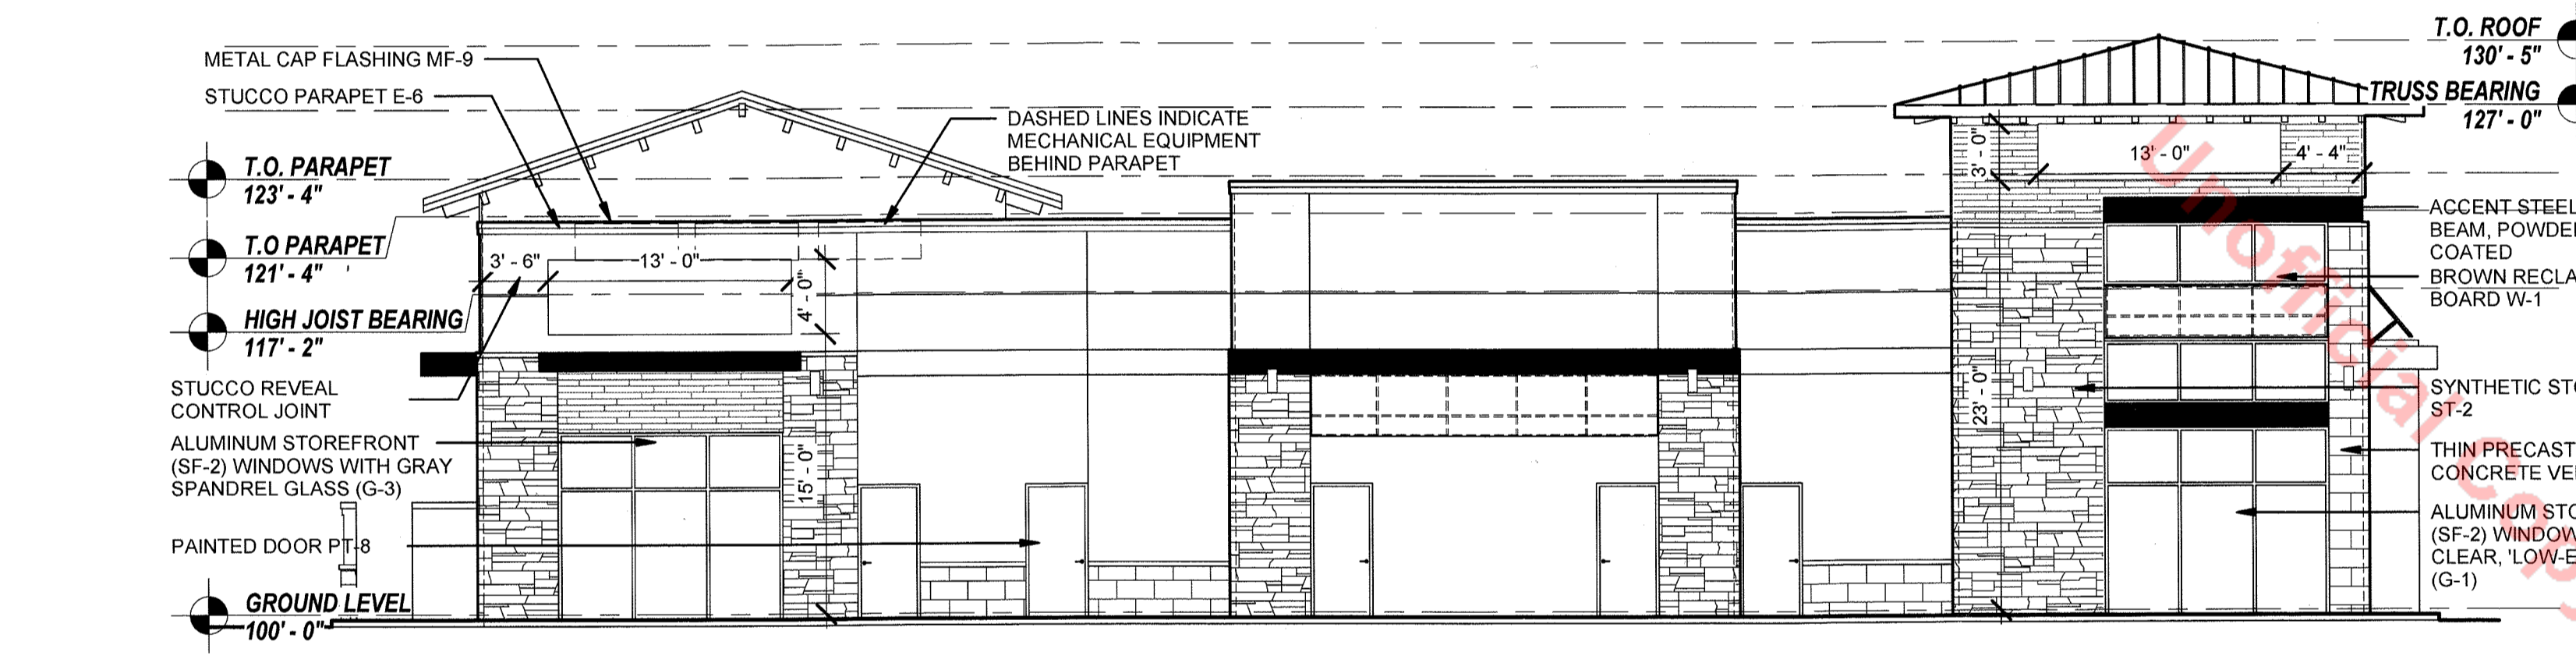 METAL CAP FLASHING MF-9
STUCCO PARAPET E-6
T.O. PARAPET
123' - 4"
T.O PARAPET
121' - 4"
HIGH JOIST BEARING
117' - 2"
STUCCO REVEAL
CONTROL JOINT
ALUMINUM STOREFRONT
(SF-2) WINDOWS WITH GRAY
SPANDREL GLASS (G-3)
PAINTED DOOR PT-8
GROUND LEVEL
100' - 0"
3' - 6"
13' - 0"
4' - 0"
15' - 0"
DASHED LINES INDICATE
MECHANICAL EQUIPMENT
BEHIND PARAPET
3' - 0"
13' - 0"
4' - 4"
23' - 0"
T.O. ROOF
130' - 5"
TRUSS BEARING
127' - 0"
ACCENT STEEL
BEAM, POWDE
COATED
BROWN RECLA
BOARD W-1
SYNTHETIC STO
ST-2
THIN PRECAST
CONCRETE VE
ALUMINUM STO
(SF-2) WINDOW
CLEAR, 'LOW-E
(G-1)
Unofficial Cop